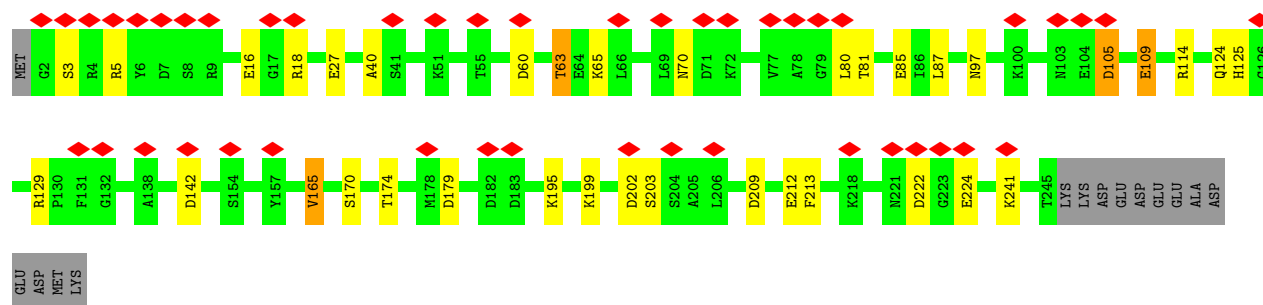 MET G2 S3 R4 R5 Y6 D7 S8 R9 E16 G17 R18 E27 A40 S41 K51 T55 D60 T63 E64 K65 L66 L69 N70 D71 K72 V77 A78 G79 L80 T81 E85 I86 L87 N97 K100 N103 E104 D105 E109 R114 Q124 H125 G126
R129 P130 F131 G132 A138 D142 S154 Y157 V165 S170 T174 M178 D179 D182 D183 K195 K199 D202 S203 S204 A205 L206 D209 E212 F213 K218 N221 D222 G223 E224 K241 T245 LYS LYS ASP GLU ASP GLU GLU ALA ASP
GLU ASP MET LYS